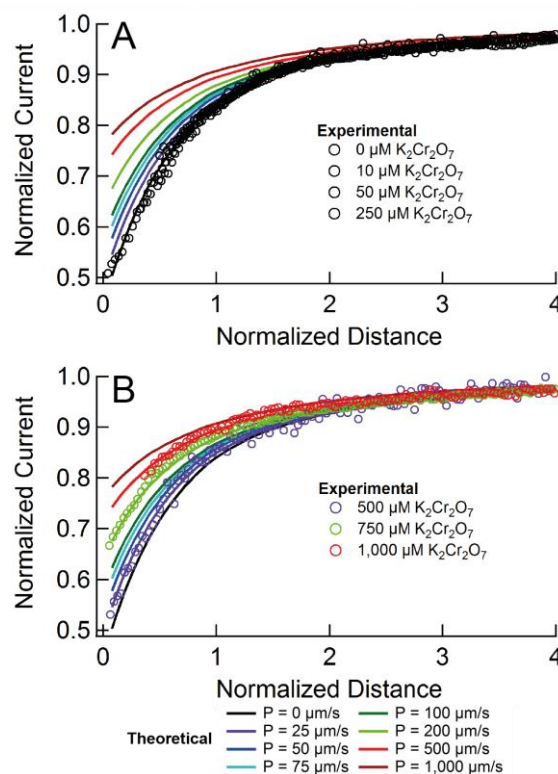 A
Normalized Current
1.0
0.9
0.8
0.7
0.6
0.5
Experimental
0 µM K₂Cr₂O₇
10 µM K₂Cr₂O₇
50 µM K₂Cr₂O₇
250 µM K₂Cr₂O₇
0 1 2 3 4
Normalized Distance
B
Normalized Current
1.0
0.9
0.8
0.7
0.6
0.5
Experimental
500 µM K₂Cr₂O₇
750 µM K₂Cr₂O₇
1,000 µM K₂Cr₂O₇
0 1 2 3 4
Normalized Distance
Theoretical
P = 0 µm/s
P = 25 µm/s
P = 50 µm/s
P = 75 µm/s
P = 100 µm/s
P = 200 µm/s
P = 500 µm/s
P = 1,000 µm/s